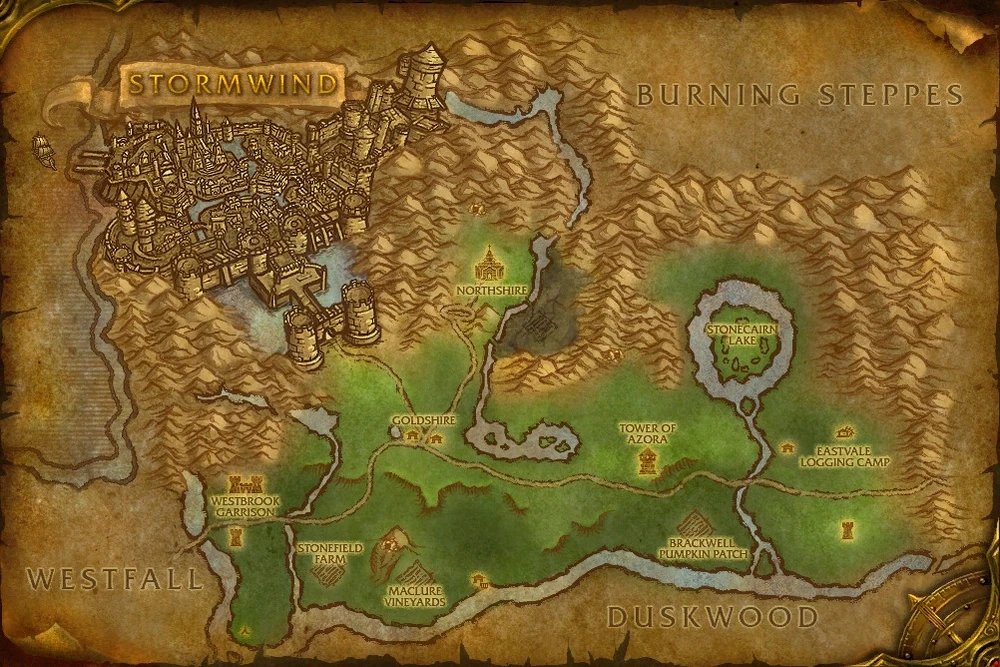 STORMWIND
BURNING STEPPES
NORTHSHIRE
STONECAIRN
LAKE
GOLDSHIRE
TOWER OF
AZORA
EASTVALE
LOGGING CAMP
WESTBROOK
GARRISON
STONEFIELD
FARM
BRACKWELL
PUMPKIN PATCH
MACLURE
VINEYARDS
WESTFALL
DUSKWOOD